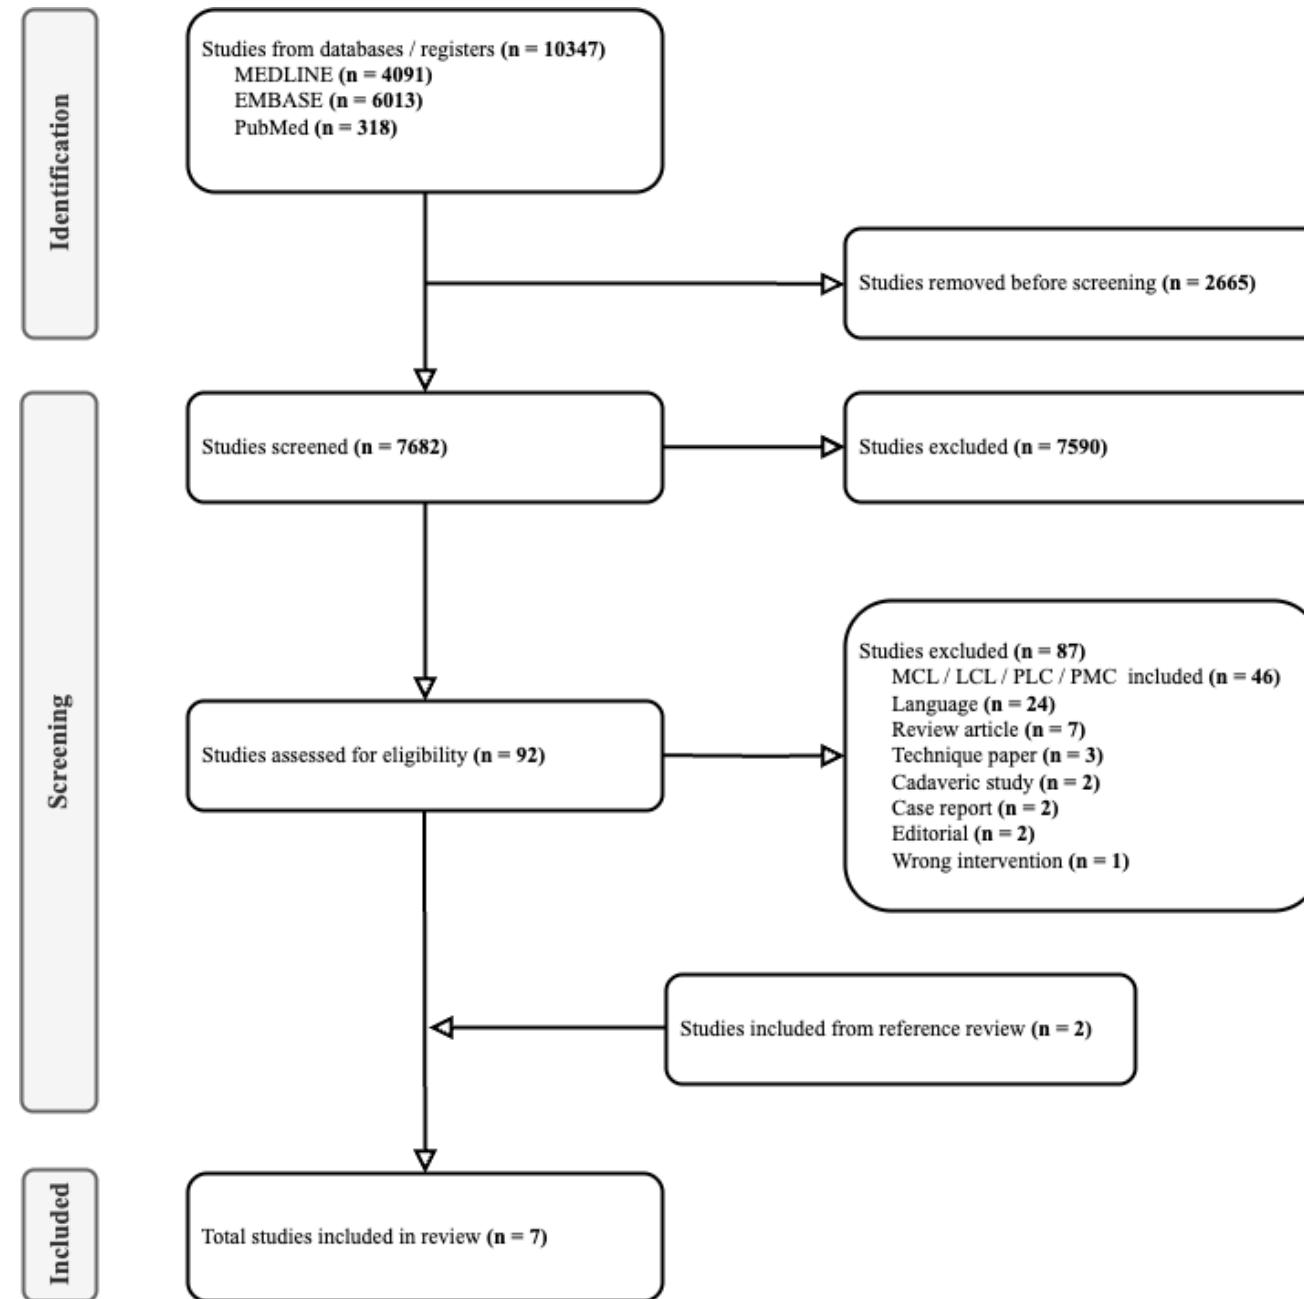 Identification
Studies from databases / registers (n = 10347)
MEDLINE (n = 4091)
EMBASE (n = 6013)
PubMed (n = 318)
Studies removed before screening (n = 2665)
Screening
Studies screened (n = 7682)
Studies excluded (n = 7590)
Studies assessed for eligibility (n = 92)
Studies excluded (n = 87)
MCL / LCL / PLC / PMC included (n = 46)
Language (n = 24)
Review article (n = 7)
Technique paper (n = 3)
Cadaveric study (n = 2)
Case report (n = 2)
Editorial (n = 2)
Wrong intervention (n = 1)
Studies included from reference review (n = 2)
Included
Total studies included in review (n = 7)